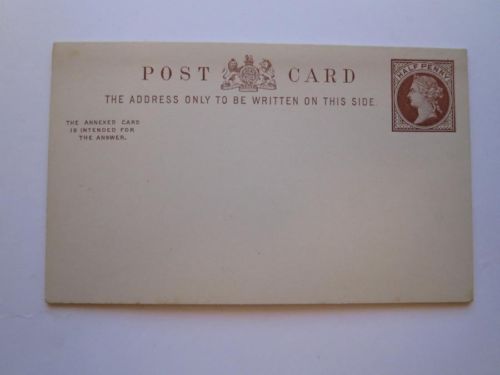 POST CARD
HALF PENNY
THE ADDRESS ONLY TO BE WRITTEN ON THIS SIDE.
THE ANNEXED CARD
IS INTENDED FOR
THE ANSWER.